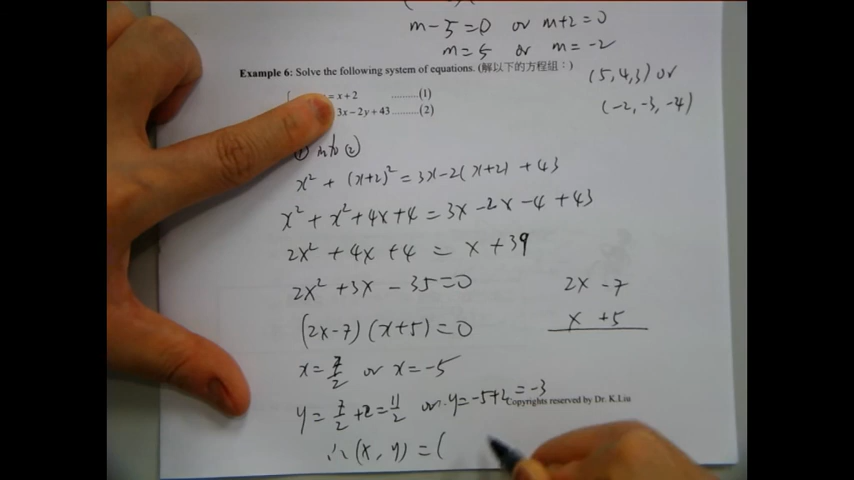 m-5=0 or m+2=0
m=5 or m=-2
Example 6: Solve the following system of equations. (解以下的方程組：)
(5,4,3) or
(-2,-3,-4)
= x+2 .........(1)
3x-2y+43 .........(2)
① into ②
x² + (x+2)² = 3x-2(x+2) +43
x² + x² +4x+4 = 3x -2x -4 +43
2x² +4x +4 = x +39
2x² +3x -35=0
2x -7
x +5
(2x-7)(x+5)=0
x=7/2 or x=-5
y= 7/2 +2 = 11/2 or y=-5+2 = -3
Copyrights reserved by Dr. K.Liu
∴ (x, y) = (